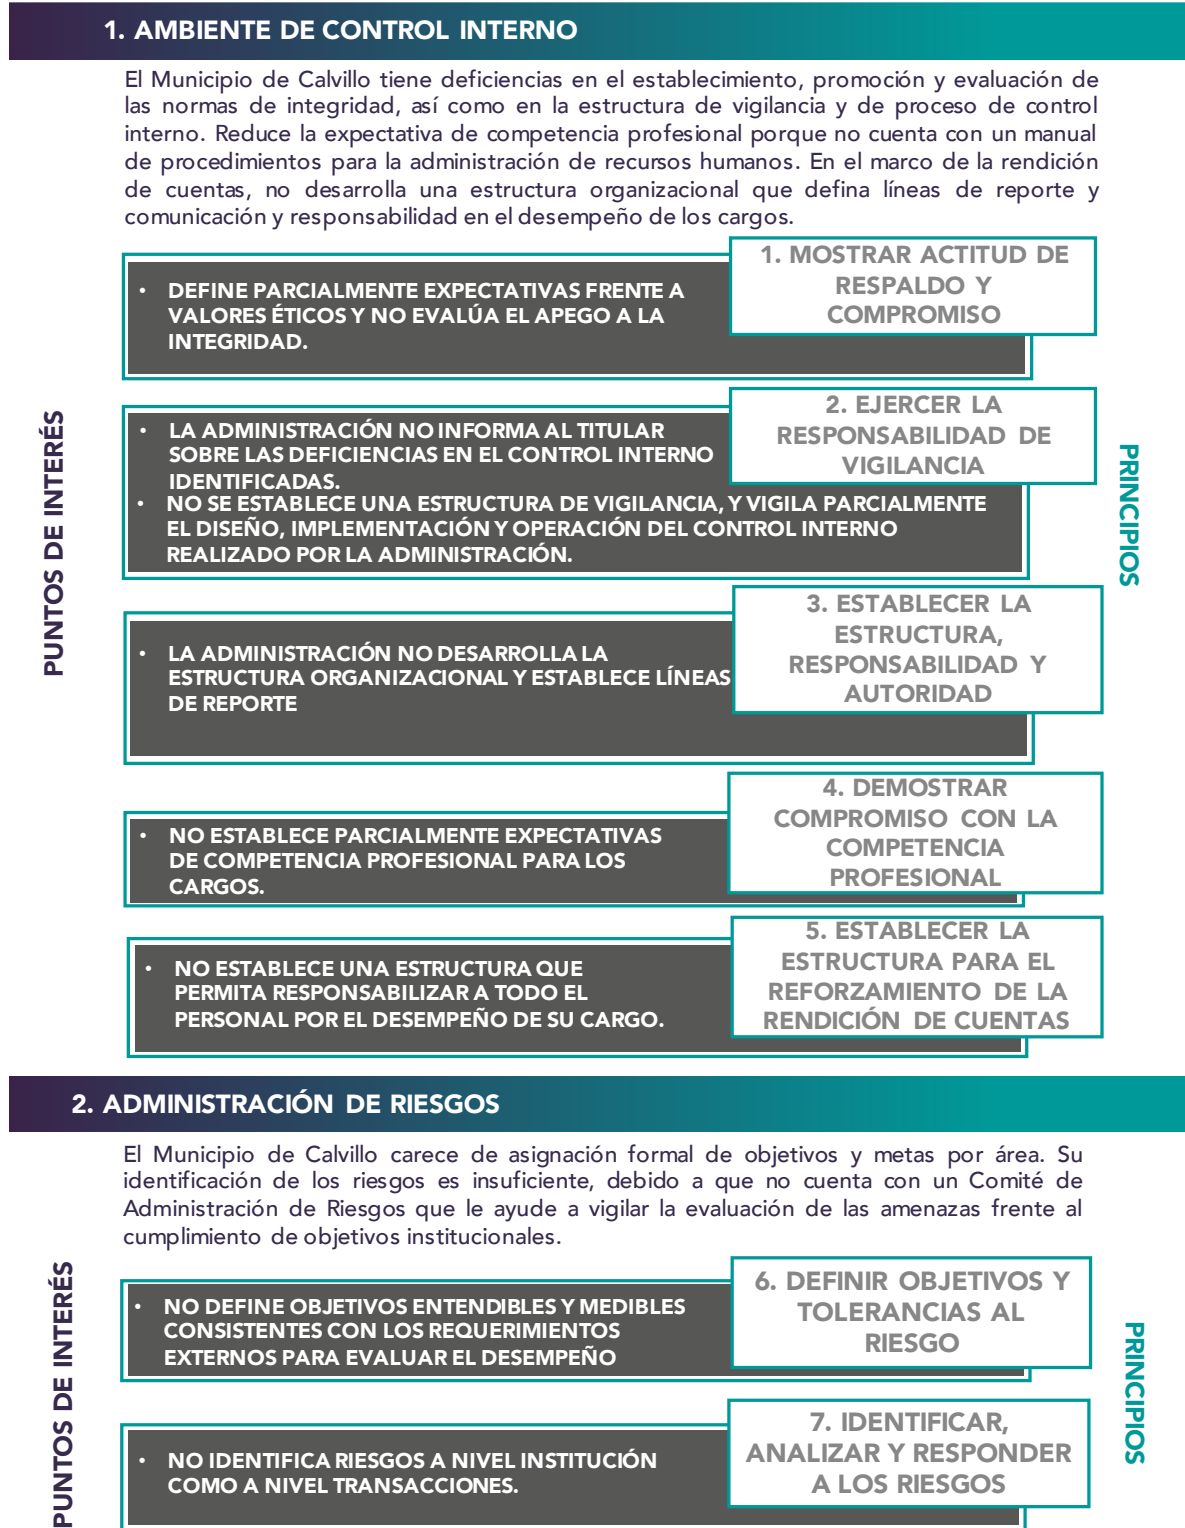 1. AMBIENTE DE CONTROL INTERNO
El Municipio de Calvillo tiene deficiencias en el establecimiento, promoción y evaluación de
las normas de integridad, así como en la estructura de vigilancia y de proceso de control
interno. Reduce la expectativa de competencia profesional porque no cuenta con un manual
de procedimientos para la administración de recursos humanos. En el marco de la rendición
de cuentas, no desarrolla una estructura organizacional que defina líneas de reporte y
comunicación y responsabilidad en el desempeño de los cargos.
PUNTOS DE INTERÉS
• DEFINE PARCIALMENTE EXPECTATIVAS FRENTE A
VALORES ÉTICOS Y NO EVALÚA EL APEGO A LA
INTEGRIDAD.
1. MOSTRAR ACTITUD DE
RESPALDO Y
COMPROMISO
• LA ADMINISTRACIÓN NO INFORMA AL TITULAR
SOBRE LAS DEFICIENCIAS EN EL CONTROL INTERNO
IDENTIFICADAS.
• NO SE ESTABLECE UNA ESTRUCTURA DE VIGILANCIA, Y VIGILA PARCIALMENTE
EL DISEÑO, IMPLEMENTACIÓN Y OPERACIÓN DEL CONTROL INTERNO
REALIZADO POR LA ADMINISTRACIÓN.
2. EJERCER LA
RESPONSABILIDAD DE
VIGILANCIA
• LA ADMINISTRACIÓN NO DESARROLLA LA
ESTRUCTURA ORGANIZACIONAL Y ESTABLECE LÍNEAS
DE REPORTE
3. ESTABLECER LA
ESTRUCTURA,
RESPONSABILIDAD Y
AUTORIDAD
• NO ESTABLECE PARCIALMENTE EXPECTATIVAS
DE COMPETENCIA PROFESIONAL PARA LOS
CARGOS.
4. DEMOSTRAR
COMPROMISO CON LA
COMPETENCIA
PROFESIONAL
• NO ESTABLECE UNA ESTRUCTURA QUE
PERMITA RESPONSABILIZAR A TODO EL
PERSONAL POR EL DESEMPEÑO DE SU CARGO.
5. ESTABLECER LA
ESTRUCTURA PARA EL
REFORZAMIENTO DE LA
RENDICIÓN DE CUENTAS
PRINCIPIOS
2. ADMINISTRACIÓN DE RIESGOS
El Municipio de Calvillo carece de asignación formal de objetivos y metas por área. Su
identificación de los riesgos es insuficiente, debido a que no cuenta con un Comité de
Administración de Riesgos que le ayude a vigilar la evaluación de las amenazas frente al
cumplimiento de objetivos institucionales.
PUNTOS DE INTERÉS
• NO DEFINE OBJETIVOS ENTENDIBLES Y MEDIBLES
CONSISTENTES CON LOS REQUERIMIENTOS
EXTERNOS PARA EVALUAR EL DESEMPEÑO
6. DEFINIR OBJETIVOS Y
TOLERANCIAS AL
RIESGO
• NO IDENTIFICA RIESGOS A NIVEL INSTITUCIÓN
COMO A NIVEL TRANSACCIONES.
7. IDENTIFICAR,
ANALIZAR Y RESPONDER
A LOS RIESGOS
PRINCIPIOS